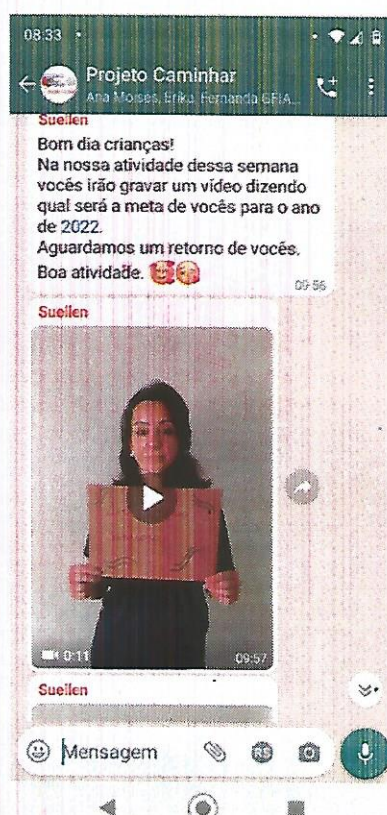 08:33
Projeto Caminhar
Ana Moises, Erika, Fernanda
Suellen
Bom dia crianças!
Na nossa atividade dessa semana
vocês irão gravar um vídeo dizendo
qual será a meta de vocês para o ano
de 2022.
Aguardamos um retorno de vocês.
Boa atividade.
09:56
Suellen
0:11
09:57
Suellen
Mensagem